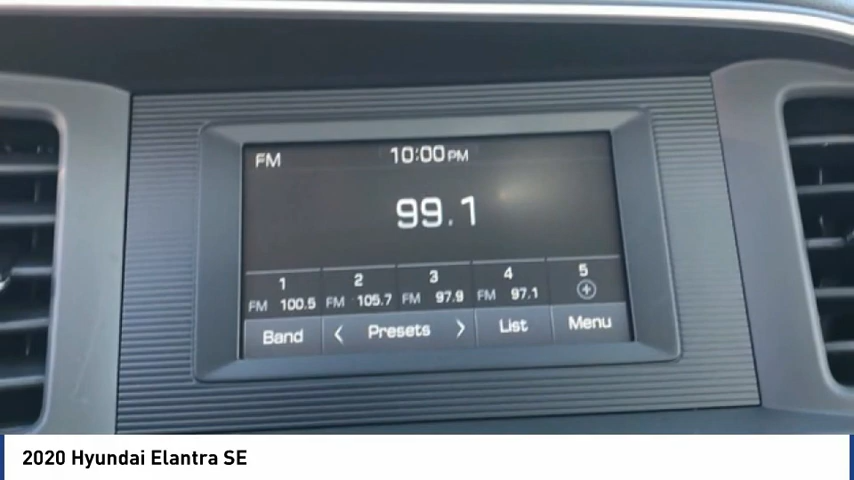 FM 10:00 PM
99.1
1 2 3 4 5
FM 100.5 FM 105.7 FM 97.9 FM 97.1
Band < Presets > List Menu
2020 Hyundai Elantra SE